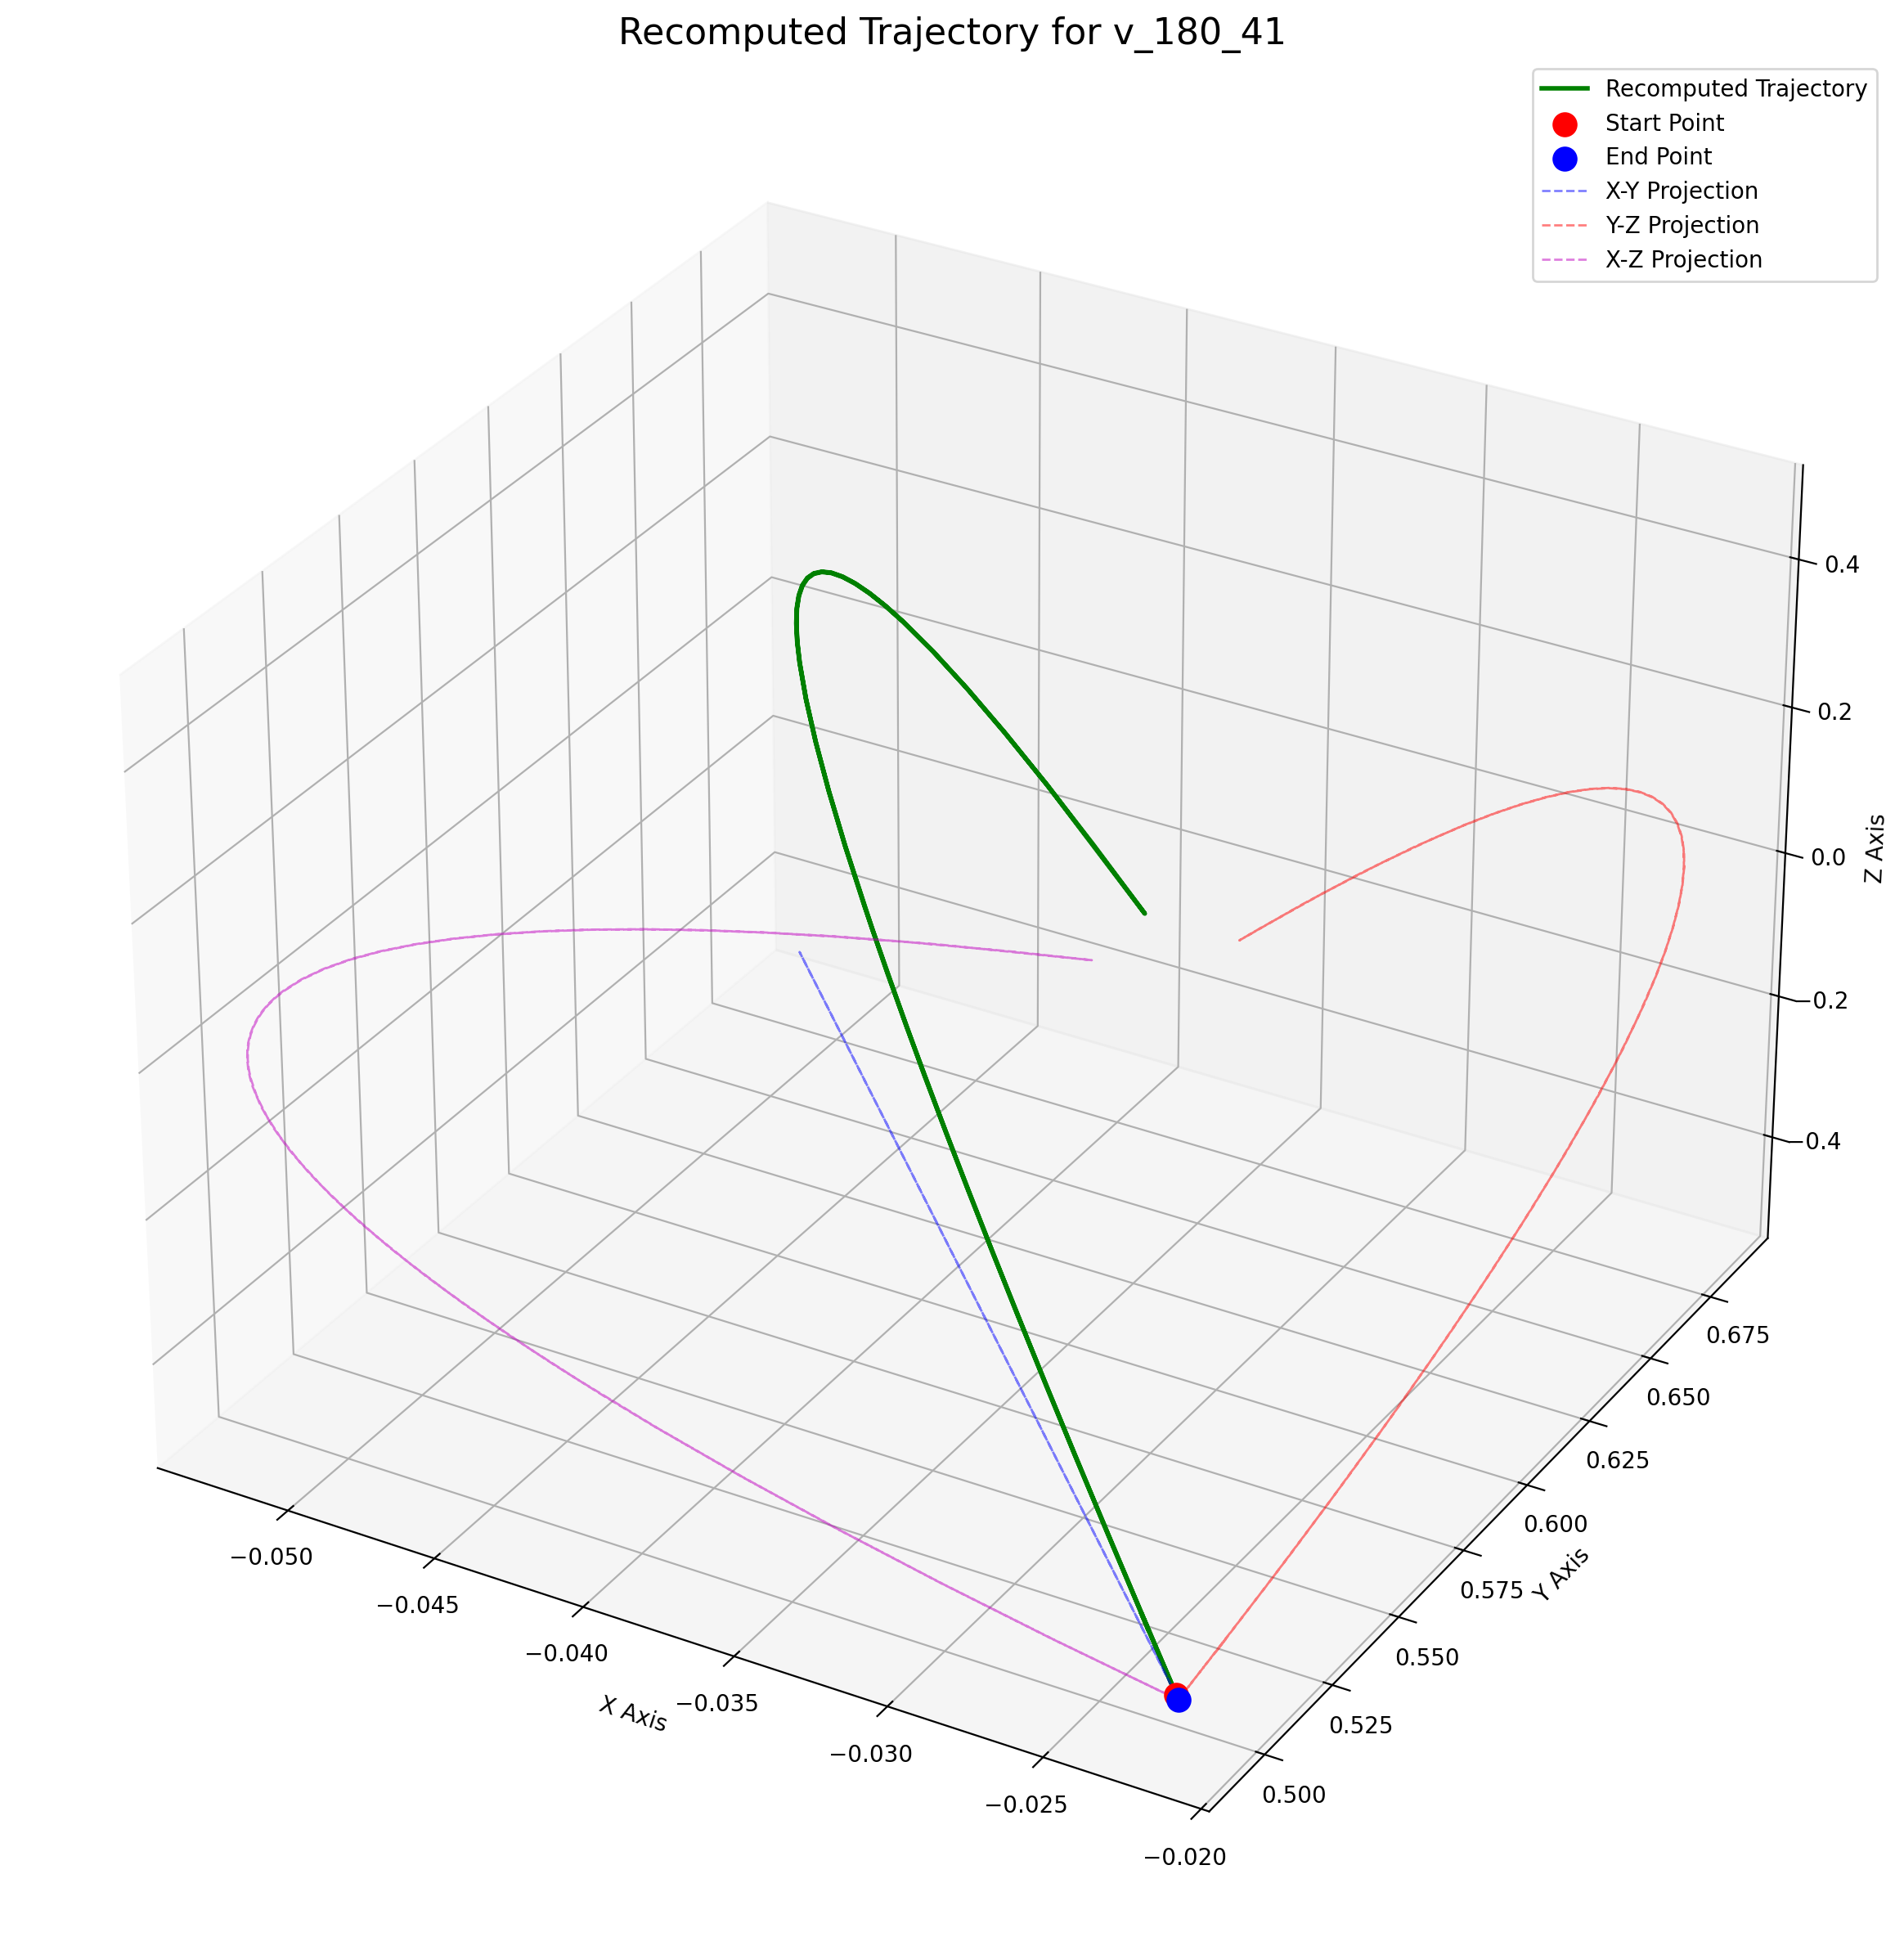 Recomputed Trajectory for v_180_41
Recomputed Trajectory
Start Point
End Point
X-Y Projection
Y-Z Projection
X-Z Projection
0.4
0.2
0.0
−0.2
−0.4
Z Axis
0.675
0.650
0.625
0.600
0.575
0.550
0.525
0.500
Y Axis
−0.050
−0.045
−0.040
−0.035
−0.030
−0.025
−0.020
X Axis